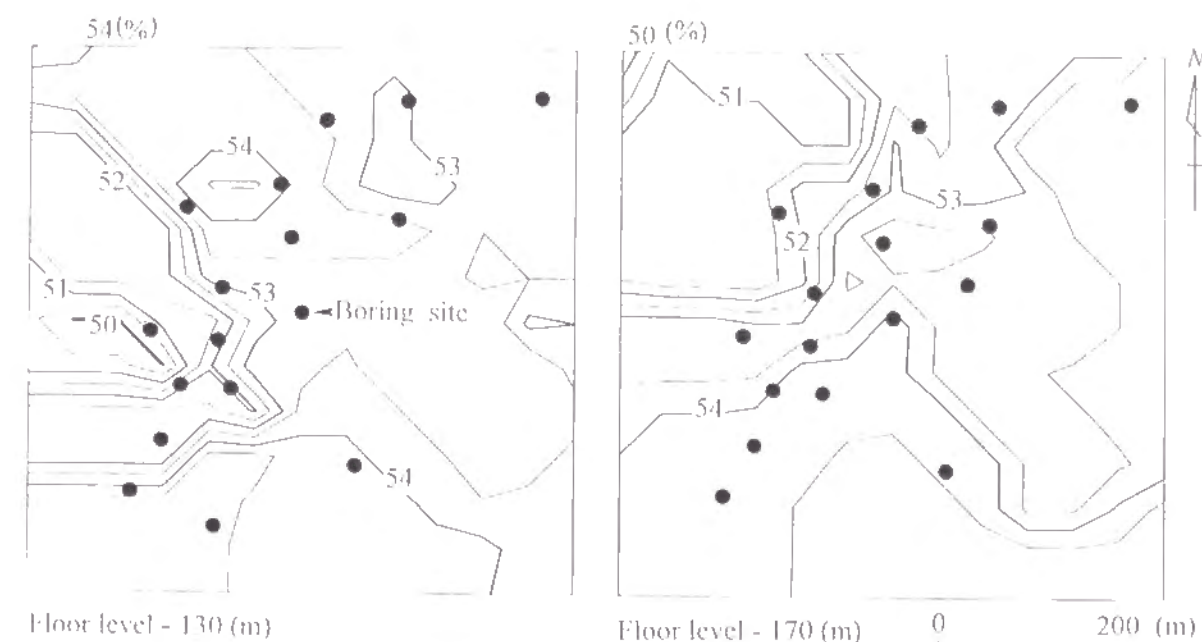 54 (%)
54
53
52
53
51
50
Boring site
54
Floor level - 130 (m)
50 (%)
51
53
52
54
Floor level - 170 (m)
N
0 200 (m)